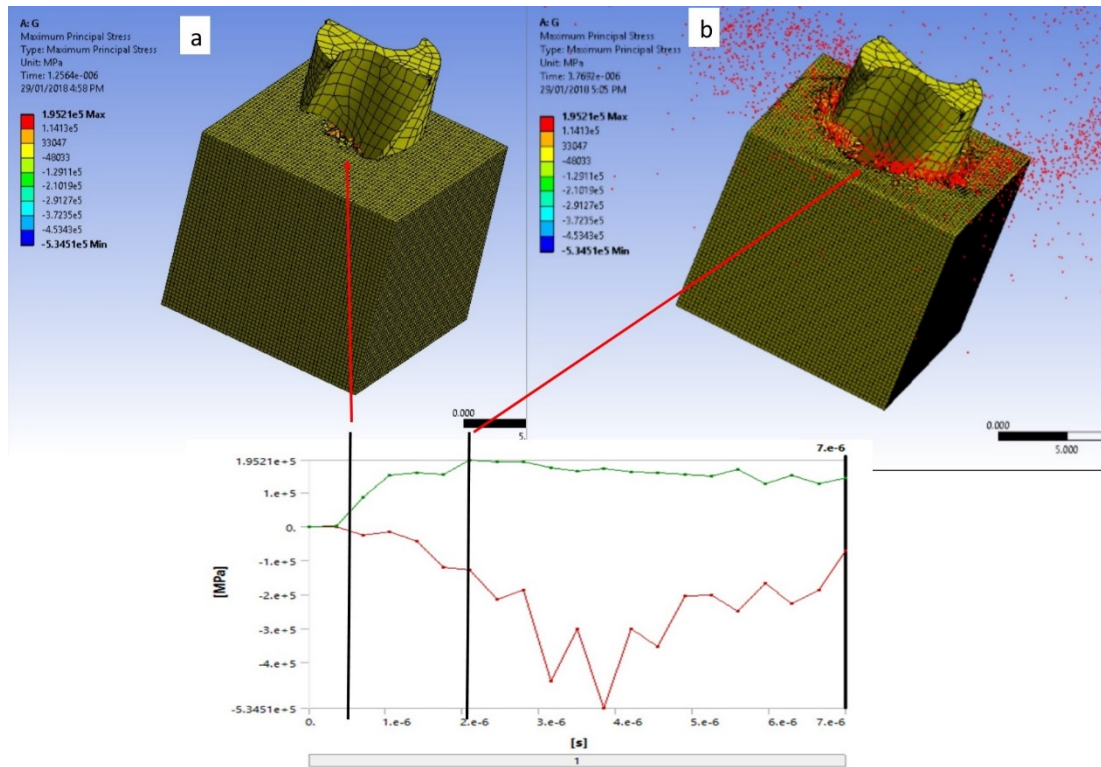 A: G
Maximum Principal Stress
Type: Maximum Principal Stress
Unit: MPa
Time: 1.2564e-006
29/01/2018 4:58 PM
a
1.9521e5 Max
1.1413e5
33047
-48033
-1.2911e5
-2.1019e5
-2.9127e5
-3.7235e5
-4.5343e5
-5.3451e5 Min
0.000
5.
A: G
Maximum Principal Stress
Type: Maximum Principal Stress
Unit: MPa
Time: 3.7692e-006
29/01/2018 5:05 PM
b
1.9521e5 Max
1.1413e5
33047
-48033
-1.2911e5
-2.1019e5
-2.9127e5
-3.7235e5
-4.5343e5
-5.3451e5 Min
0.000
5.000
7.e-6
1.9521e+5
1.e+5
0.
-1.e+5
-2.e+5
-3.e+5
-4.e+5
-5.3451e+5
[MPa]
0. 1.e-6 2.e-6 3.e-6 4.e-6 5.e-6 6.e-6 7.e-6
[s]
1